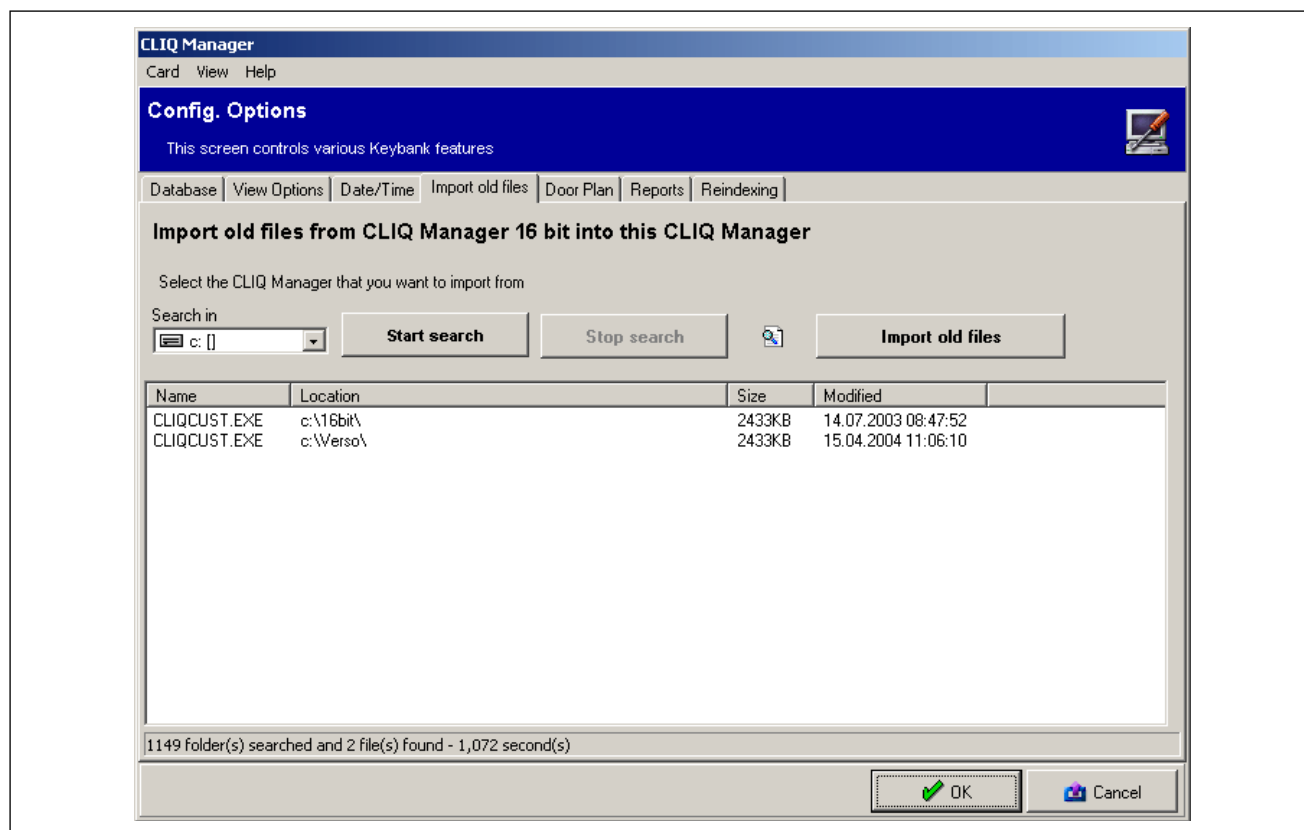 CLIQ Manager
Card View Help
Config. Options
This screen controls various Keybank features
Database View Options Date/Time Import old files Door Plan Reports Reindexing
Import old files from CLIQ Manager 16 bit into this CLIQ Manager
Select the CLIQ Manager that you want to import from
Search in
c: [] Start search Stop search Import old files
Name Location Size Modified
CLIQCUST.EXE c:\16bit\ 2433KB 14.07.2003 08:47:52
CLIQCUST.EXE c:\Verso\ 2433KB 15.04.2004 11:06:10
1149 folder(s) searched and 2 file(s) found - 1,072 second(s)
OK Cancel